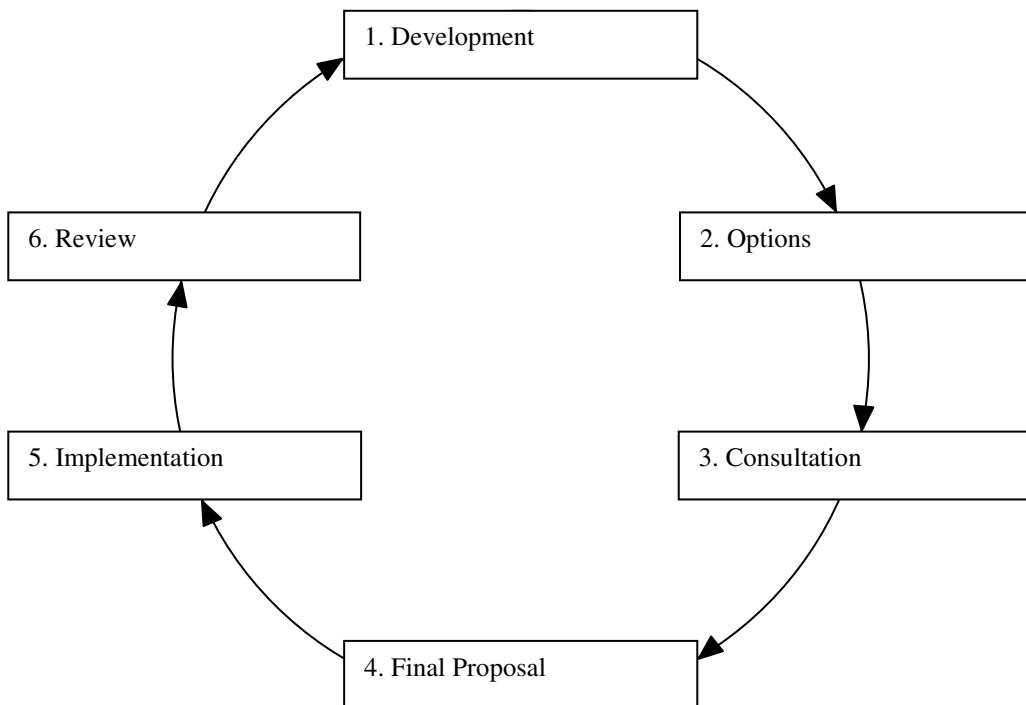 1. Development
2. Options
3. Consultation
4. Final Proposal
5. Implementation
6. Review